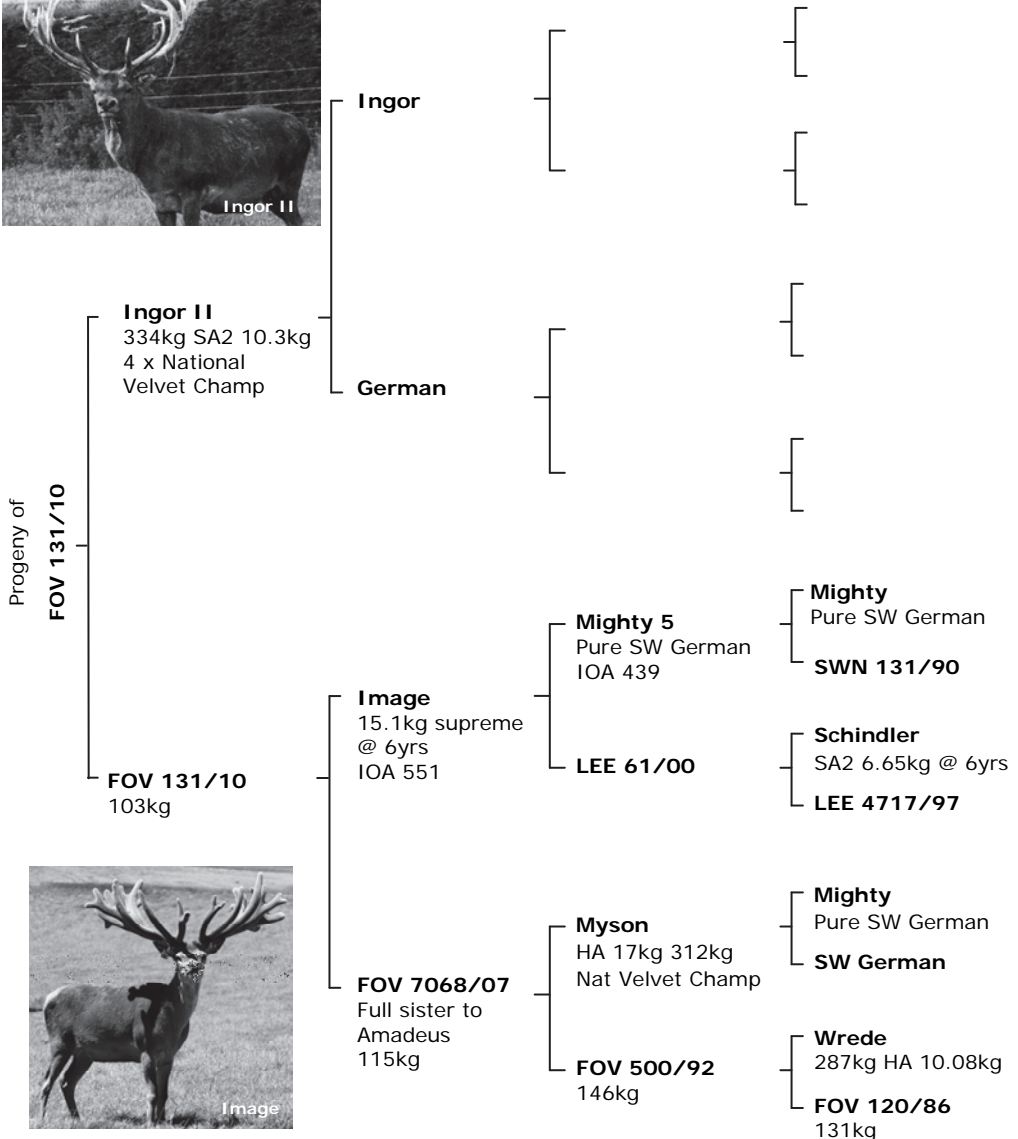 Ingor II
Ingor
Ingor II
334kg SA2 10.3kg
4 x National
Velvet Champ
German
Progeny of
FOV 131/10
Mighty 5
Pure SW German
IOA 439
Mighty
Pure SW German
SWN 131/90
Image
15.1kg supreme
@ 6yrs
IOA 551
LEE 61/00
Schindler
SA2 6.65kg @ 6yrs
LEE 4717/97
FOV 131/10
103kg
Image
FOV 7068/07
Full sister to
Amadeus
115kg
Myson
HA 17kg 312kg
Nat Velvet Champ
Mighty
Pure SW German
SW German
FOV 500/92
146kg
Wrede
287kg HA 10.08kg
FOV 120/86
131kg